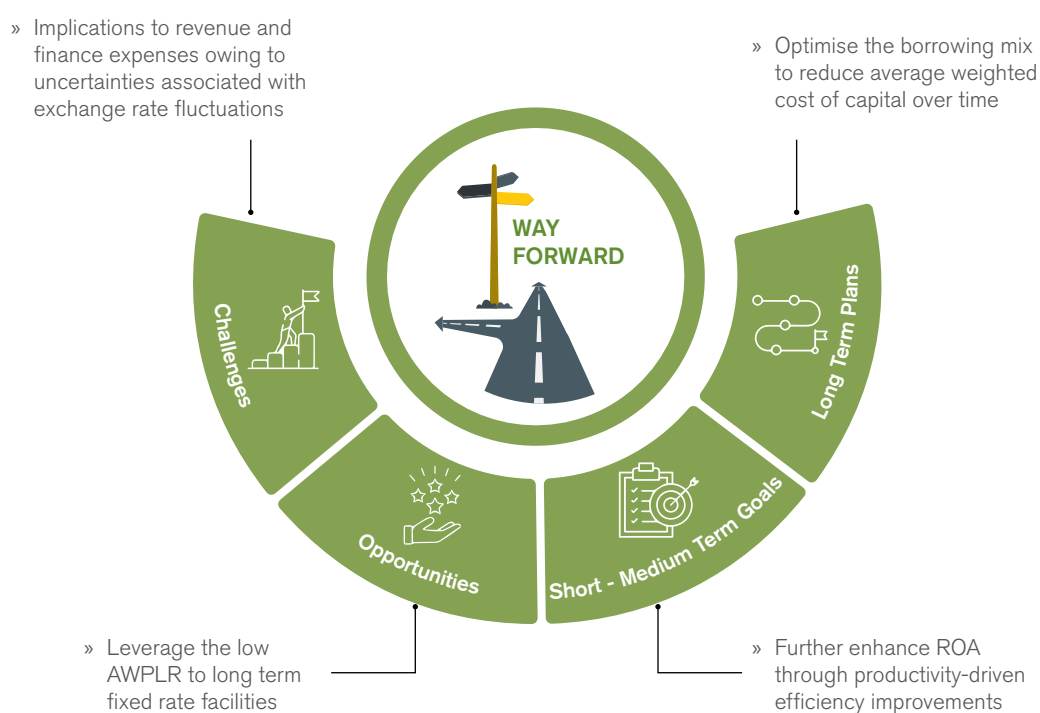 » Implications to revenue and
finance expenses owing to
uncertainties associated with
exchange rate fluctuations
» Optimise the borrowing mix
to reduce average weighted
cost of capital over time
WAY
FORWARD
Challenges
Opportunities
Short - Medium Term Goals
Long Term Plans
» Leverage the low
AWPLR to long term
fixed rate facilities
» Further enhance ROA
through productivity-driven
efficiency improvements